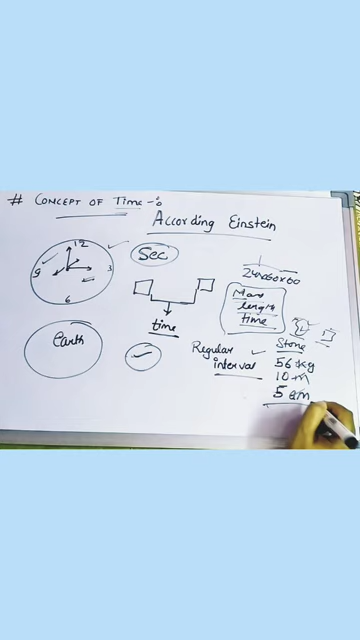 # CONCEPT OF TIME -:
ACCORDING EINSTEIN
12
9 3
6
Sec
24x60x60
Mass
length
time
time
Earth
Regular
interval
Stone
56 kg
10 m
5 am